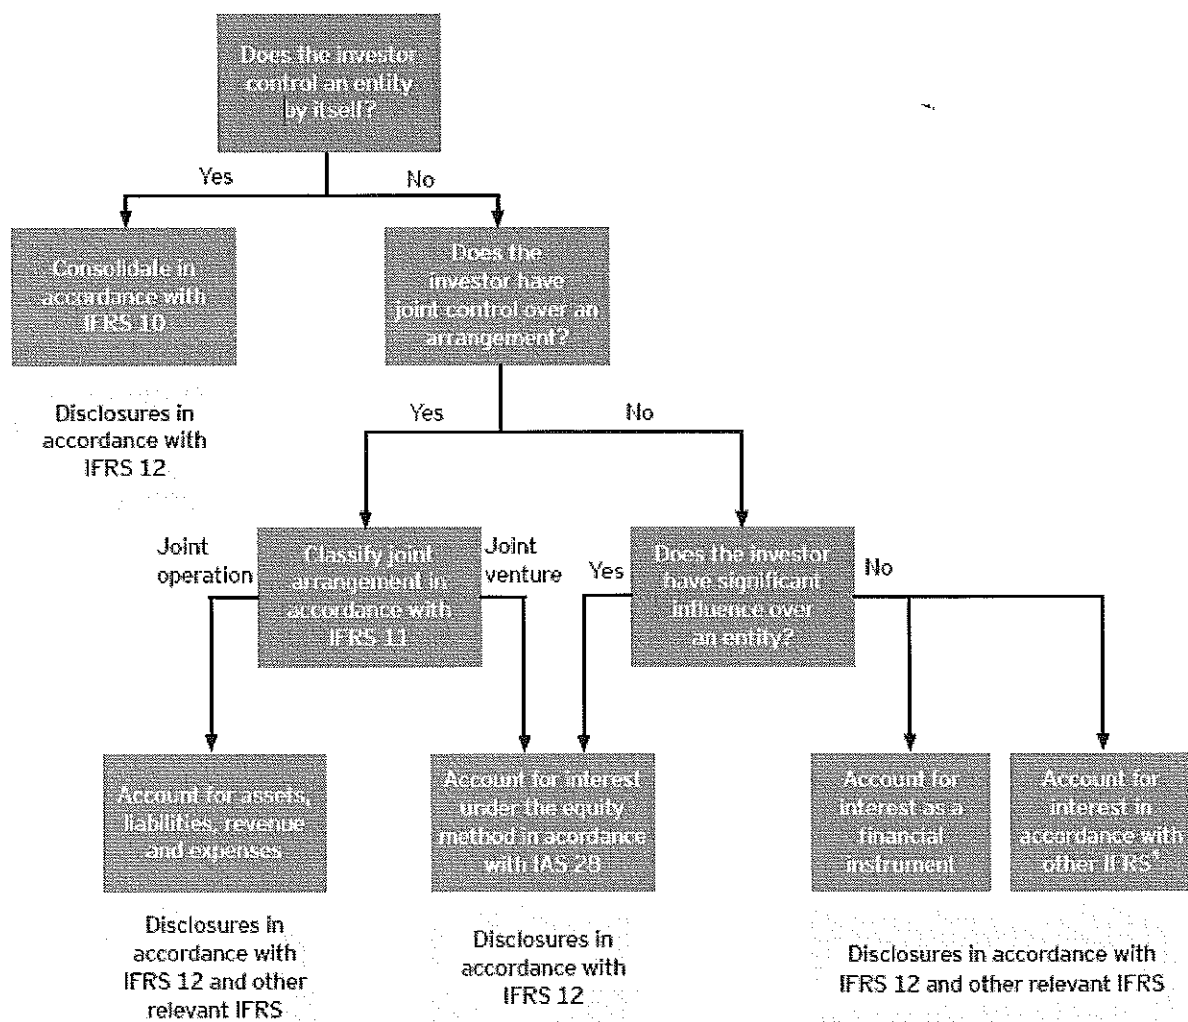 Does the investor
control an entity
by itself?
Yes
No
Consolidale in
accordance with
IFRS 10
Does the
investor have
joint control over an
arrangement?
Disclosures in
accordance with
IFRS 12
Yes
No
Joint
operation
Classify joint
arrangement in
accordance with
IFRS 11
Joint
venture
Yes
Does the investor
have significant
influence over
an entity?
No
Account for assets,
liabilities, revenue
and expenses
Account for interest
under the equity
method in acordance
with IAS 28
Account for
interest as a
financial
instrument
Account for
interest in
accordance with
other IFRS
Disclosures in
accordance with
IFRS 12 and other
relevant IFRS
Disclosures in
accordance with
IFRS 12
Disclosures in accordance with
IFRS 12 and other relevant IFRS